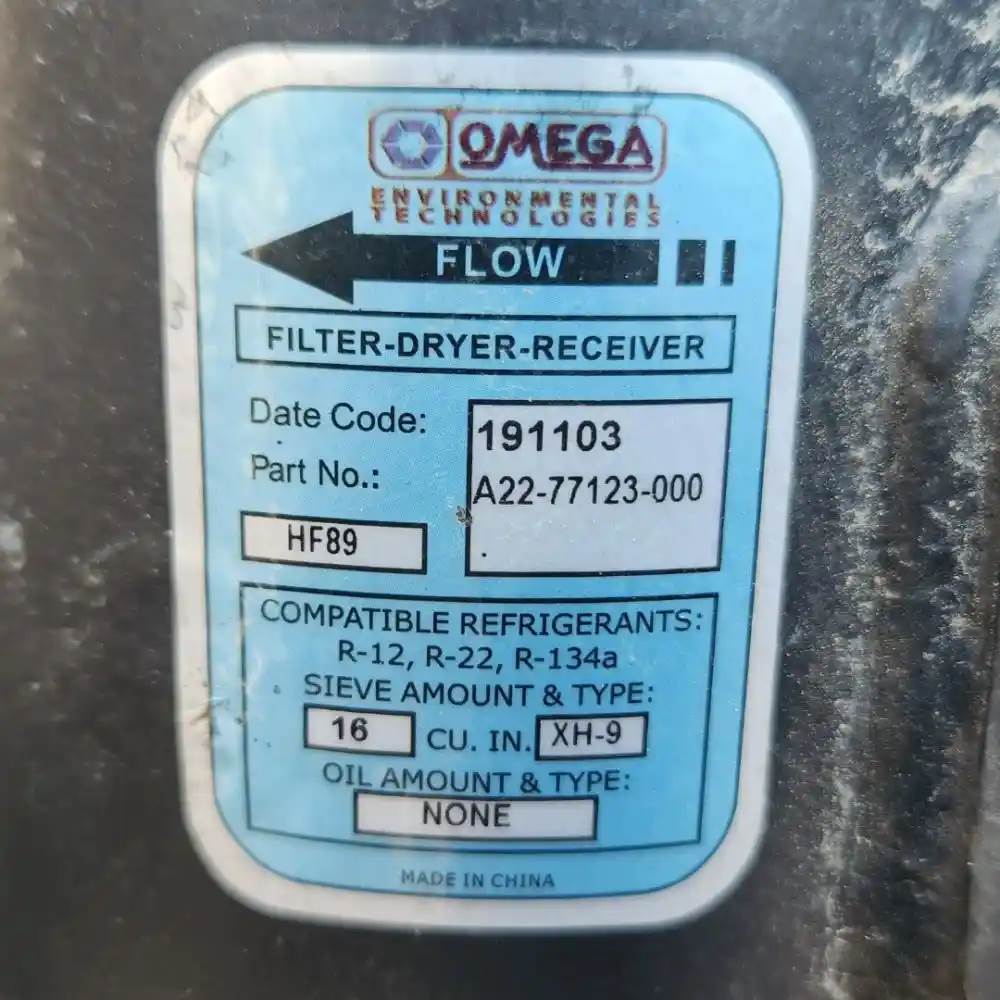 OMEGA
ENVIRONMENTAL
TECHNOLOGIES
FLOW
FILTER-DRYER-RECEIVER
Date Code: 191103
Part No.: A22-77123-000
HF89
COMPATIBLE REFRIGERANTS:
R-12, R-22, R-134a
SIEVE AMOUNT & TYPE:
16 CU. IN. XH-9
OIL AMOUNT & TYPE:
NONE
MADE IN CHINA